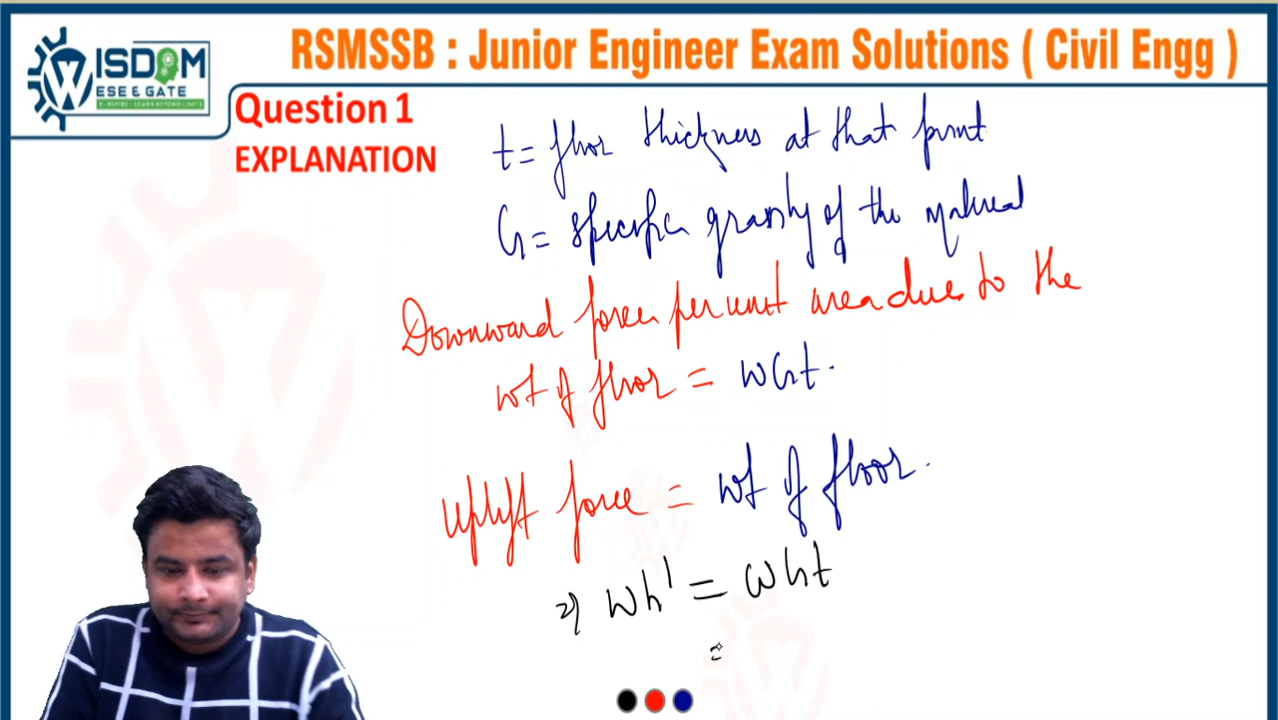 RSMSSB : Junior Engineer Exam Solutions ( Civil Engg )
WISDOM
ESE & GATE
Question 1
EXPLANATION
t = floor thickness at that point
G = specific gravity of the material
Downward force per unit area due to the
wt of floor = wGt.
Uplift force = wt of floor.
⇒ wh' = wGt
=